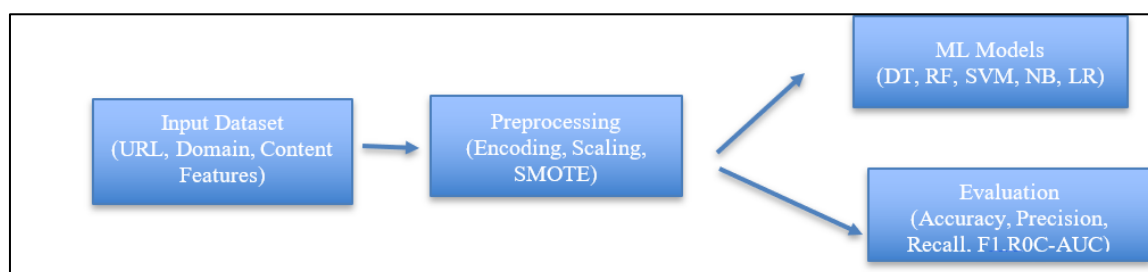 Input Dataset
(URL, Domain, Content
Features)
Preprocessing
(Encoding, Scaling,
SMOTE)
ML Models
(DT, RF, SVM, NB, LR)
Evaluation
(Accuracy, Precision,
Recall, F1,R0C-AUC)